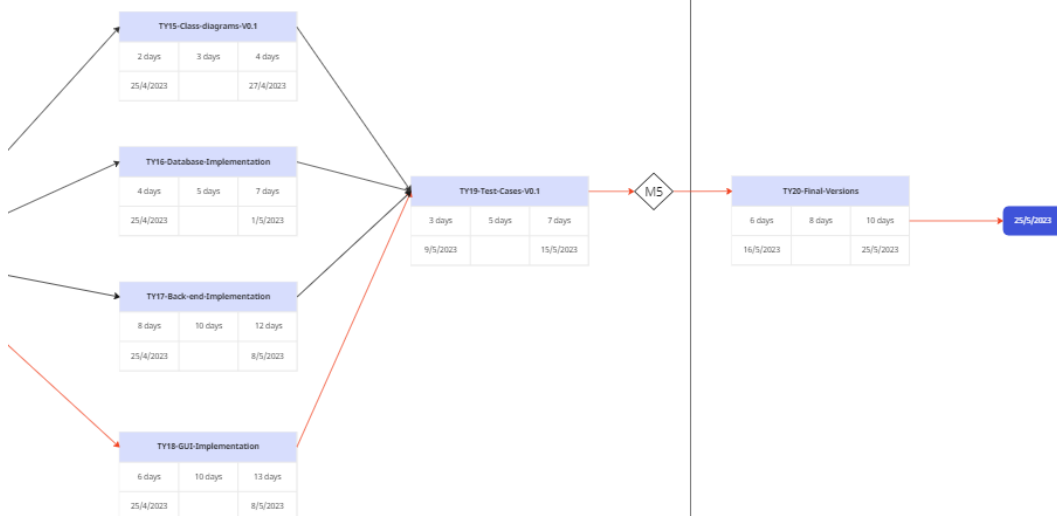 TY15-Class-diagrams-V0.1
2 days 3 days 4 days
25/4/2023 27/4/2023
TY16-Database-Implementation
4 days 5 days 7 days
25/4/2023 1/5/2023
TY17-Back-end-Implementation
8 days 10 days 12 days
25/4/2023 8/5/2023
TY18-GUI-Implementation
6 days 10 days 13 days
25/4/2023 8/5/2023
TY19-Test-Cases-V0.1
3 days 5 days 7 days
9/5/2023 15/5/2023
M5
TY20-Final-Versions
6 days 8 days 10 days
16/5/2023 25/5/2023
25/5/2023